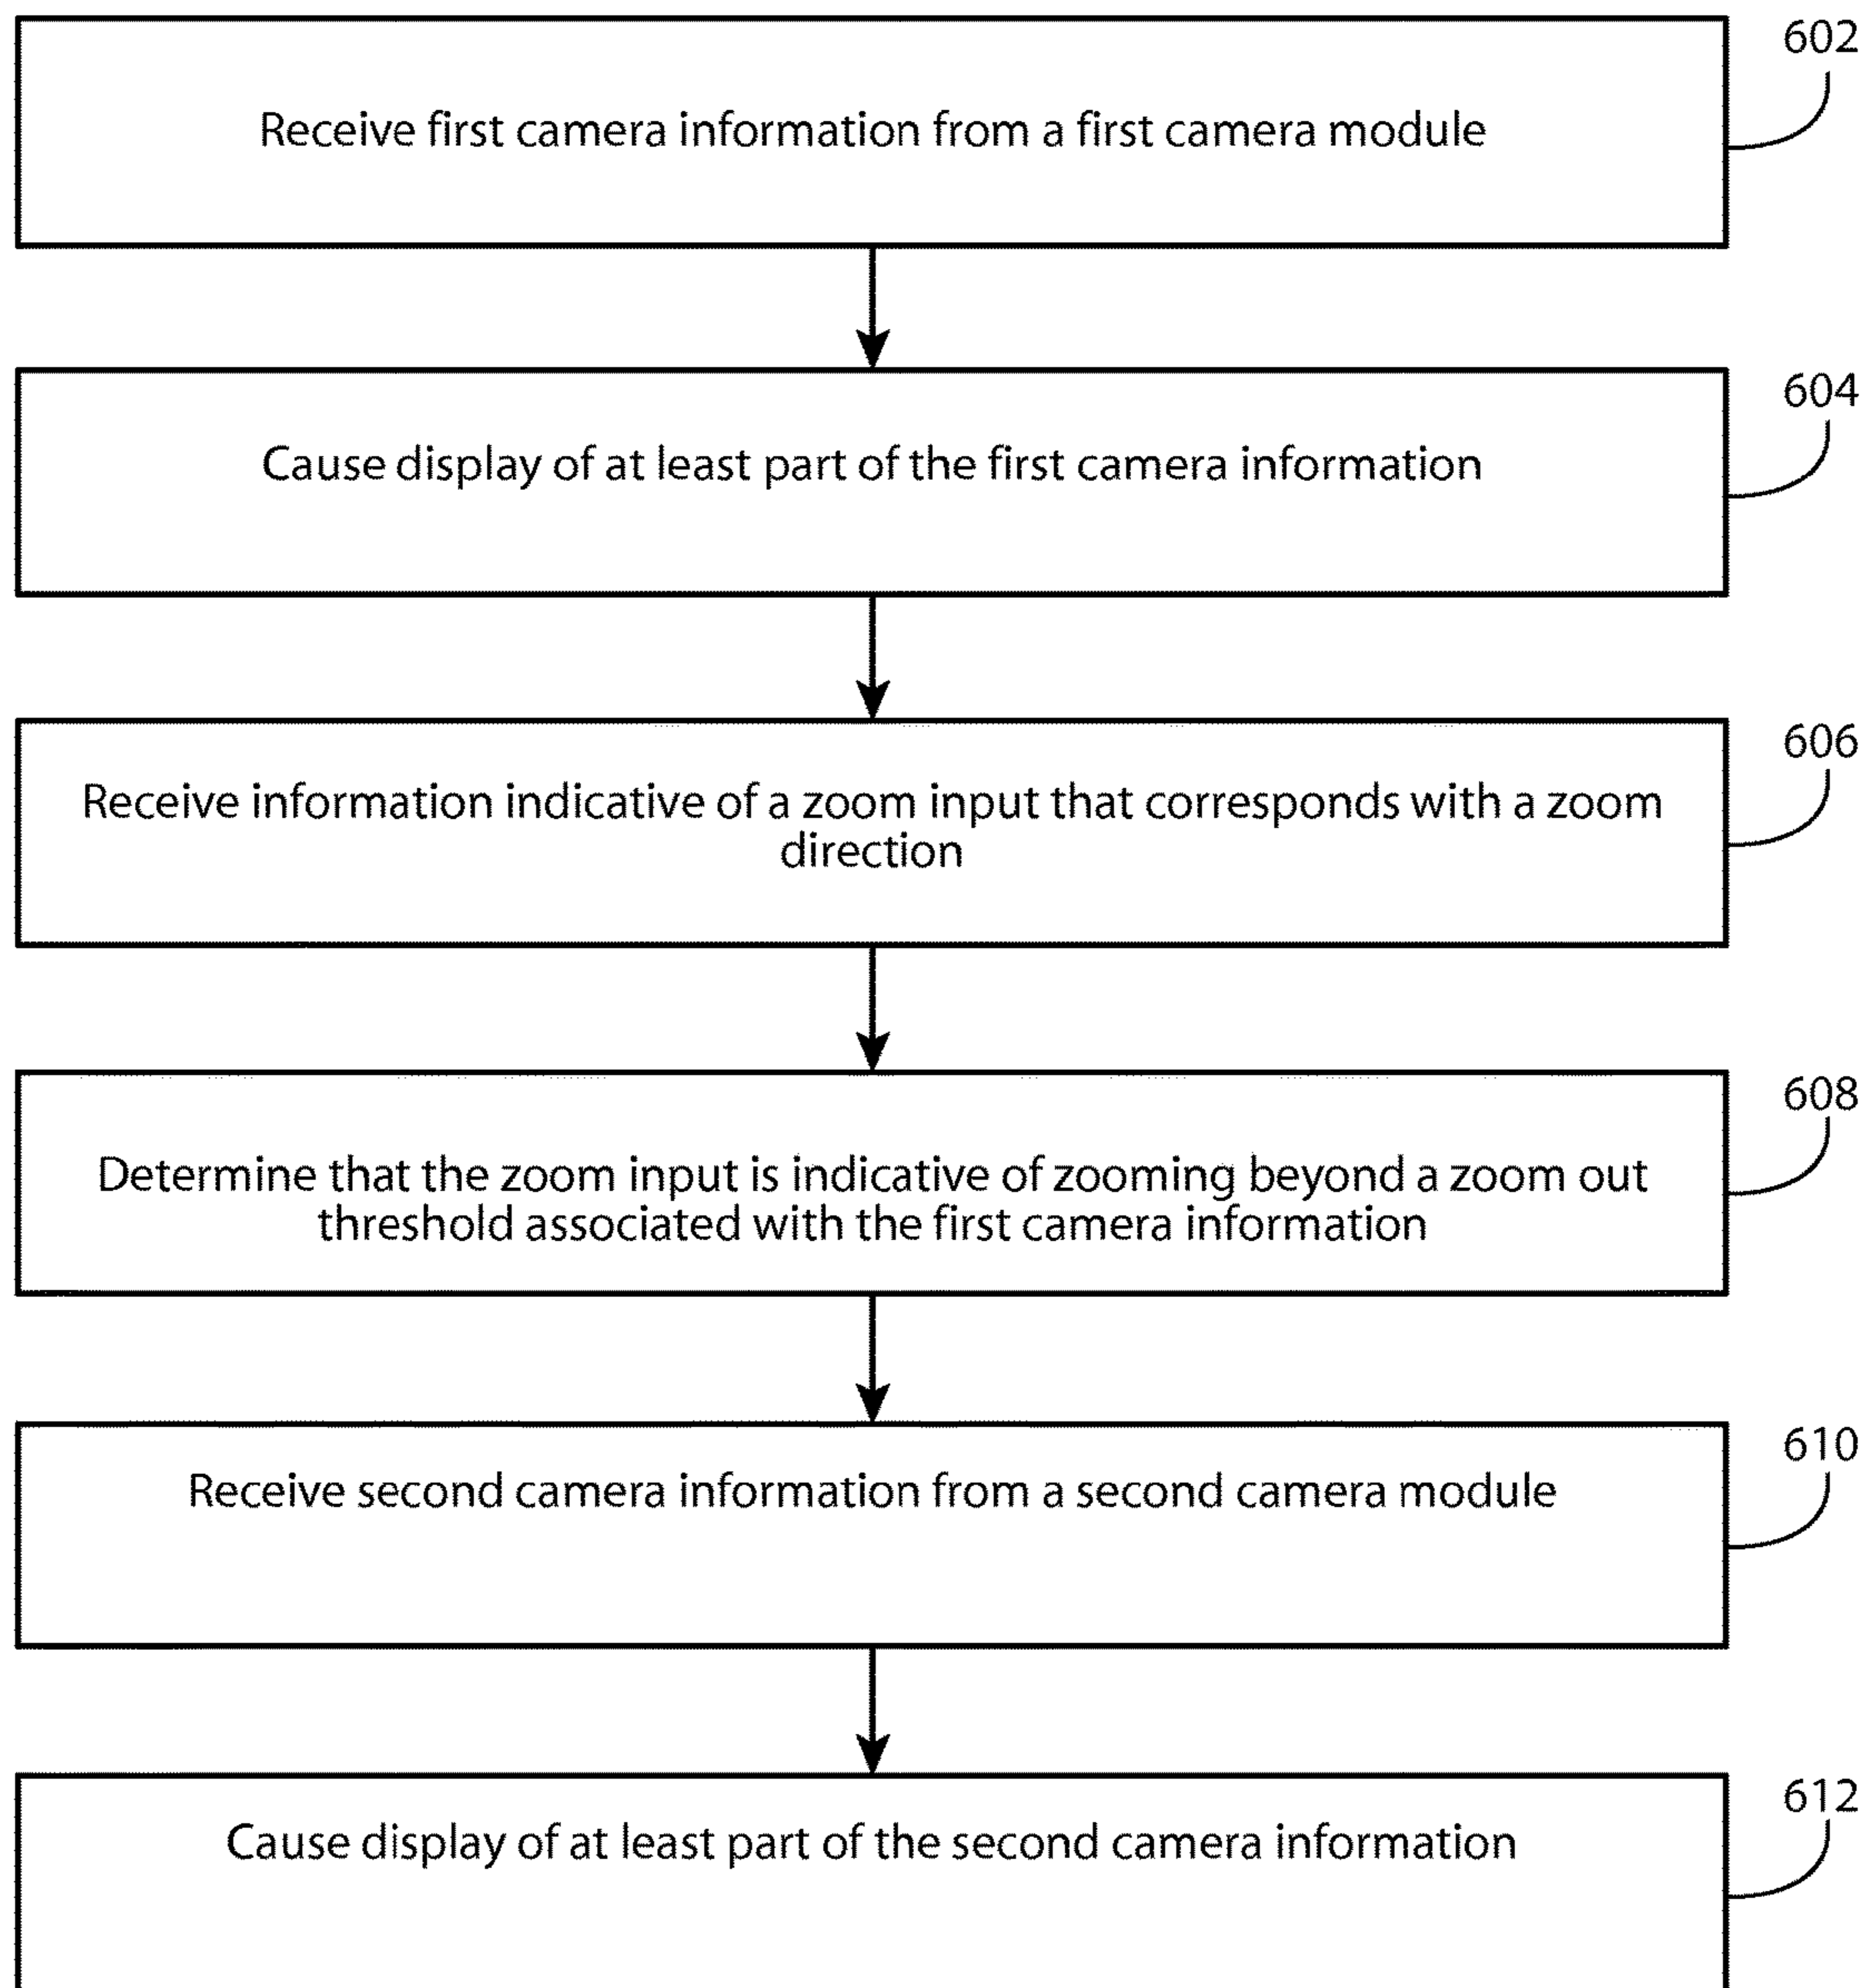 602
Receive first camera information from a first camera module
604
Cause display of at least part of the first camera information
606
Receive information indicative of a zoom input that corresponds with a zoom
direction
608
Determine that the zoom input is indicative of zooming beyond a zoom out
threshold associated with the first camera information
610
Receive second camera information from a second camera module
612
Cause display of at least part of the second camera information